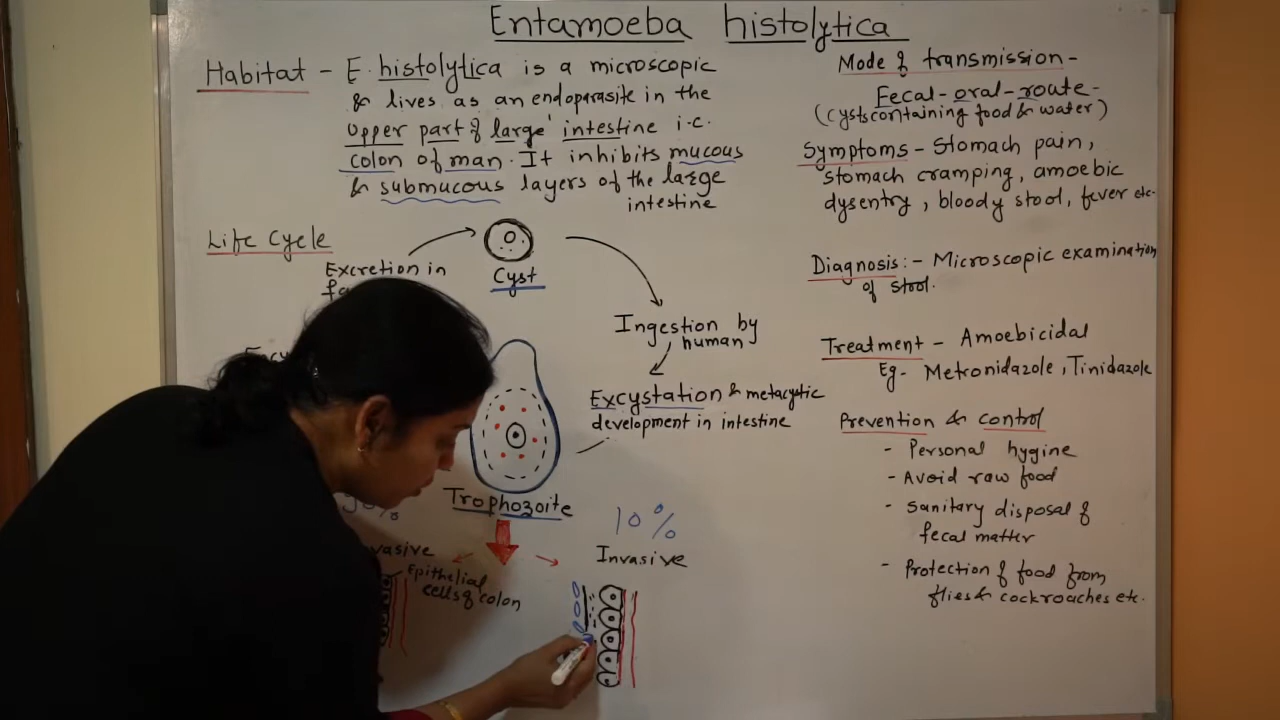 Entamoeba histolytica
Habitat - E. histolytica is a microscopic
& lives as an endoparasite in the
upper part of large intestine i.e.
colon of man. It inhibits mucous
& submucous layers of the large
intestine
Life Cycle
Excretion in
Cyst
Ingestion by
human
Excystation & metacystic
development in intestine
Trophozoite
10%
Invasive
Epithelial
cells of colon
Mode of transmission -
Fecal-oral-route-
(cysts containing food & water)
Symptoms - Stomach pain,
stomach cramping, amoebic
dysentry, bloody stool, fever etc.
Diagnosis:- Microscopic examination
of stool.
Treatment - Amoebicidal
Eg- Metronidazole, Tinidazole
Prevention & control
- Personal hygine
- Avoid raw food
- Sanitary disposal of
fecal matter
- Protection of food from
flies & cockroaches etc.